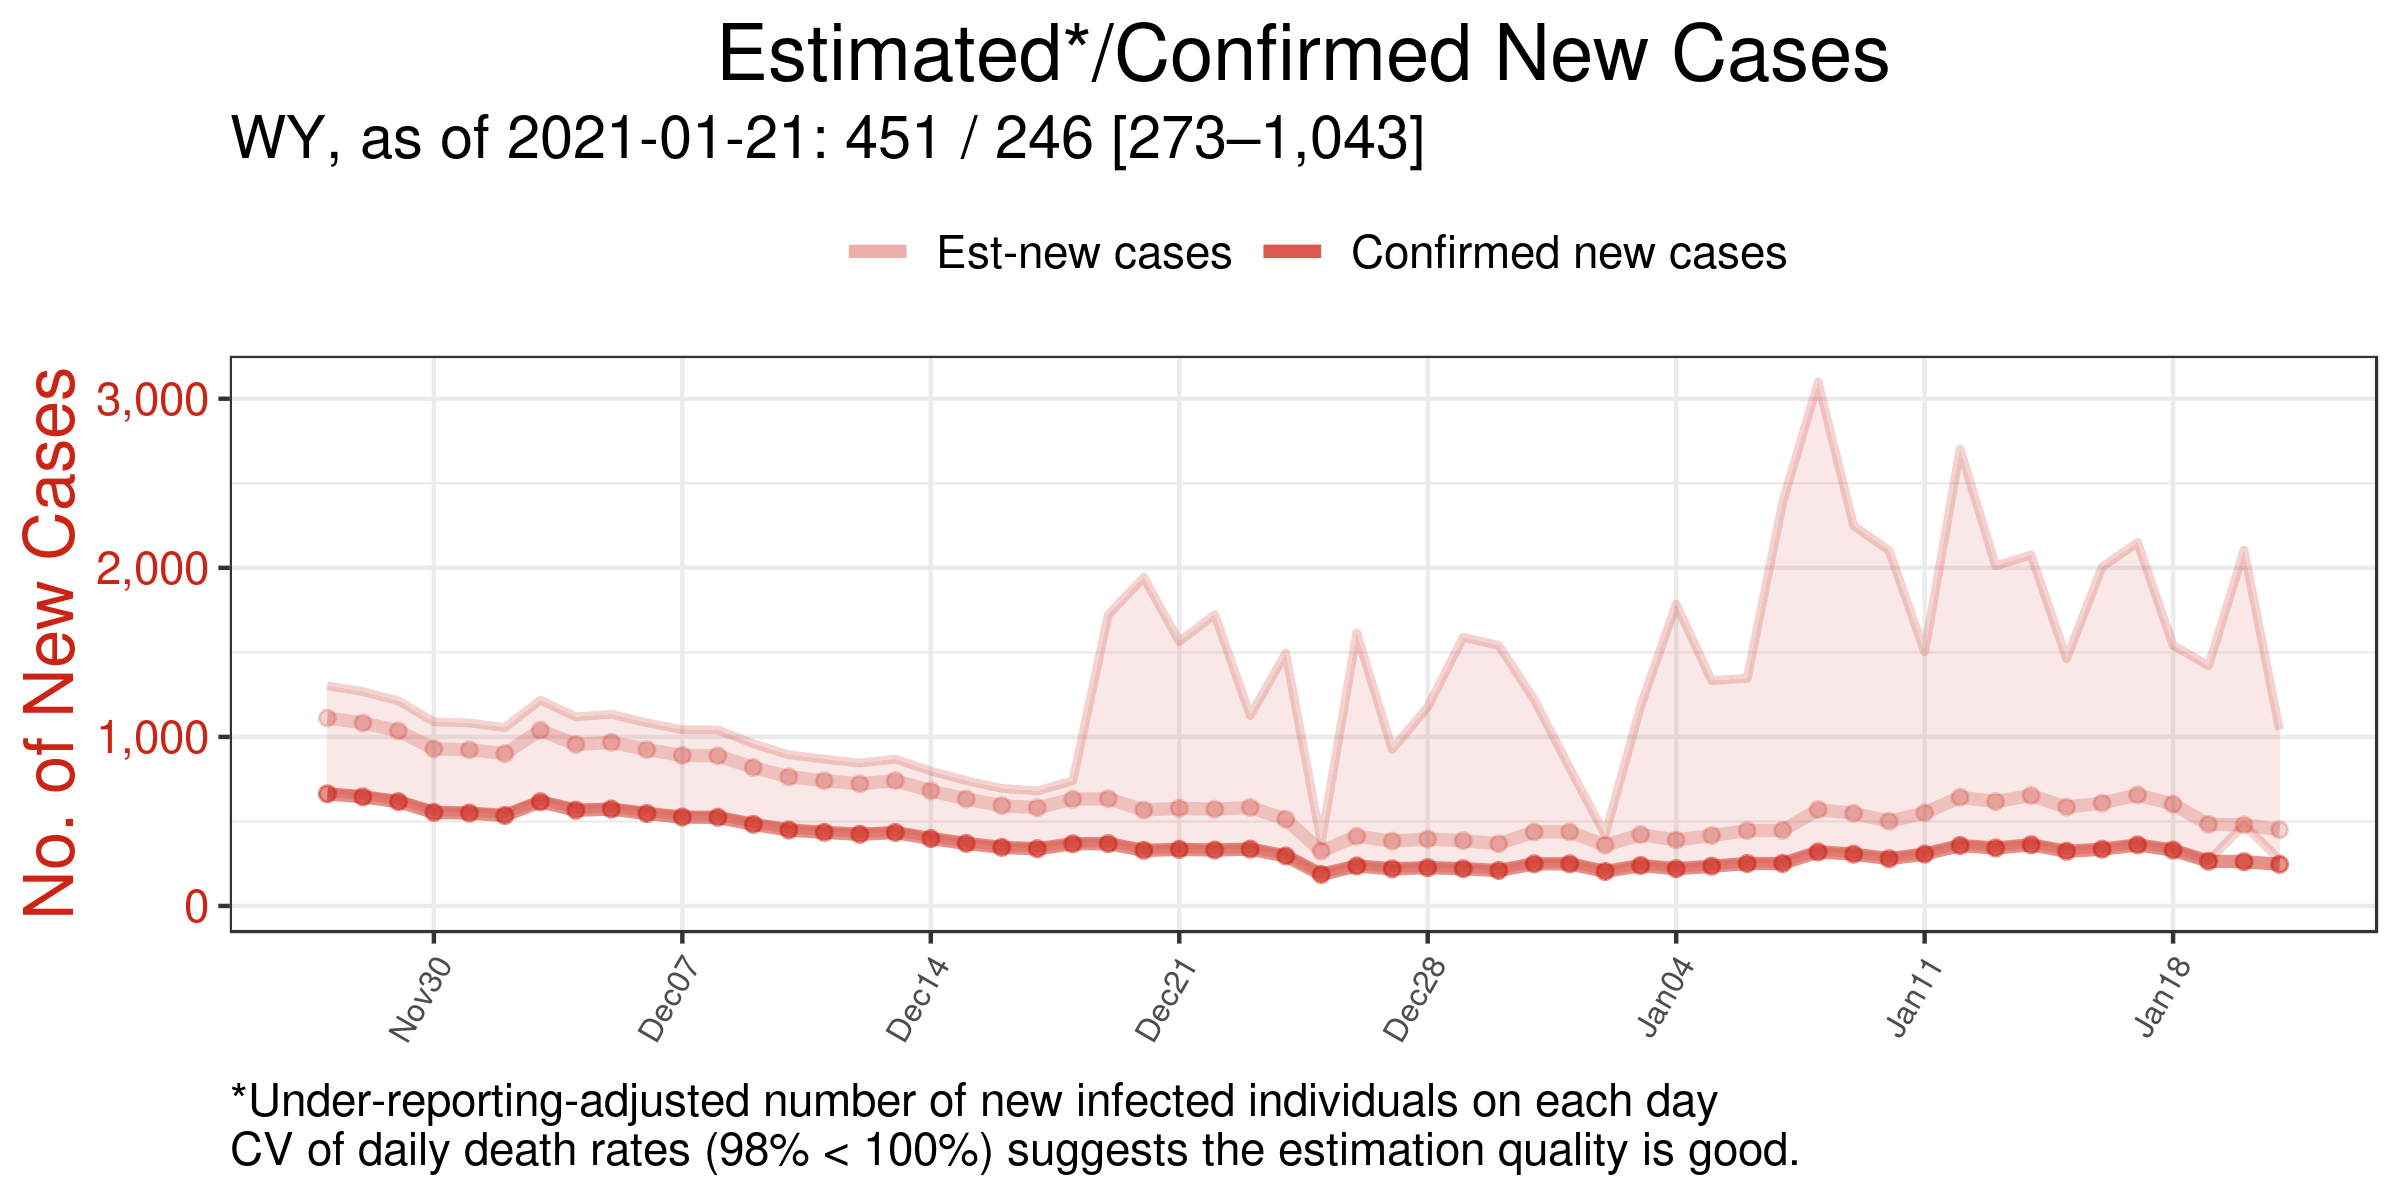 Estimated*/Confirmed New Cases
WY, as of 2021-01-21: 451 / 246 [273–1,043]
Est-new cases
Confirmed new cases
No. of New Cases
3,000
2,000
1,000
0
Nov30
Dec07
Dec14
Dec21
Dec28
Jan04
Jan11
Jan18
*Under-reporting-adjusted number of new infected individuals on each day
CV of daily death rates (98% < 100%) suggests the estimation quality is good.